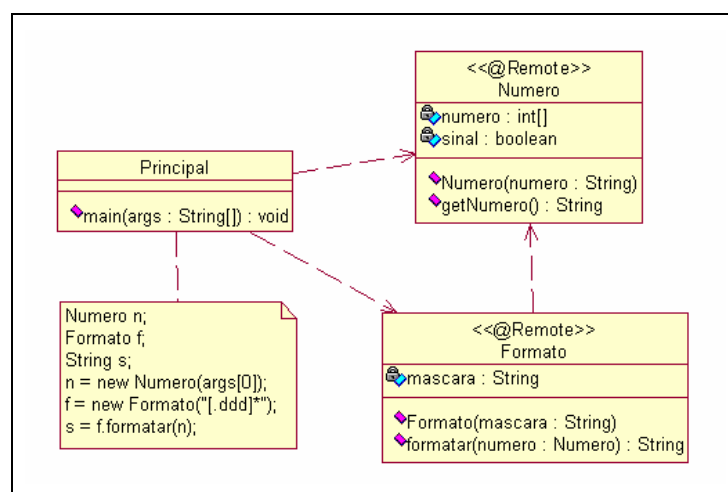 <<@Remote>>
Numero
numero : int[]
sinal : boolean
Numero(numero : String)
getNumero() : String
Principal
main(args : String[]) : void
Numero n;
Formato f;
String s;
n = new Numero(args[0]);
f = new Formato("[.ddd]*");
s = f.formatar(n);
<<@Remote>>
Formato
mascara : String
Formato(mascara : String)
formatar(numero : Numero) : String